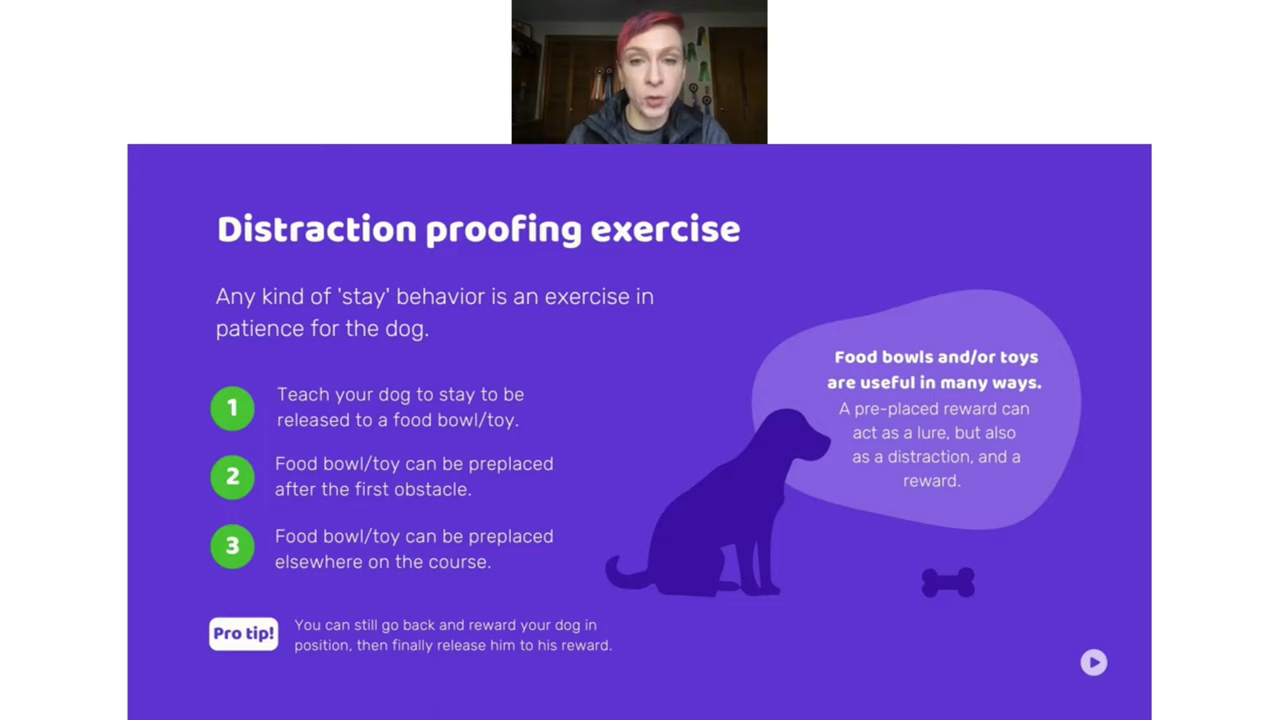 Distraction proofing exercise
Any kind of 'stay' behavior is an exercise in
patience for the dog.
1
Teach your dog to stay to be
released to a food bowl/toy.
2
Food bowl/toy can be preplaced
after the first obstacle.
3
Food bowl/toy can be preplaced
elsewhere on the course.
Pro tip!
You can still go back and reward your dog in
position, then finally release him to his reward.
Food bowls and/or toys
are useful in many ways.
A pre-placed reward can
act as a lure, but also
as a distraction, and a
reward.